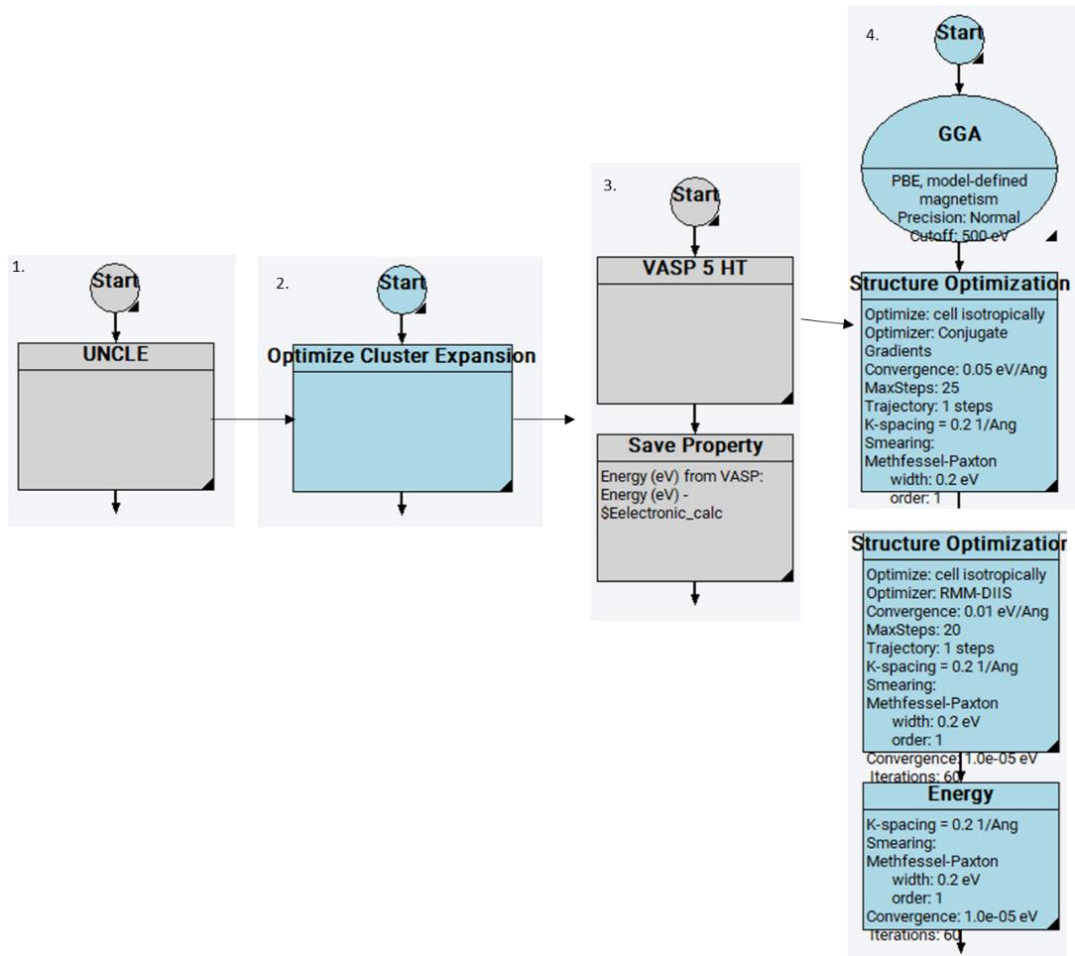 1.
Start
UNCLE
2.
Start
Optimize Cluster Expansion
3.
Start
VASP 5 HT
Save Property
Energy (eV) from VASP:
Energy (eV) -
$Eelectronic_calc
4.
Start
GGA
PBE, model-defined
magnetism
Precision: Normal
Cutoff: 500 eV
Structure Optimization
Optimize: cell isotropically
Optimizer: Conjugate
Gradients
Convergence: 0.05 eV/Ang
MaxSteps: 25
Trajectory: 1 steps
K-spacing = 0.2 1/Ang
Smearing:
Methfessel-Paxton
width: 0.2 eV
order: 1
Structure Optimization
Optimize: cell isotropically
Optimizer: RMM-DIIS
Convergence: 0.01 eV/Ang
MaxSteps: 20
Trajectory: 1 steps
K-spacing = 0.2 1/Ang
Smearing:
Methfessel-Paxton
width: 0.2 eV
order: 1
Convergence: 1.0e-05 eV
Iterations: 60
Energy
K-spacing = 0.2 1/Ang
Smearing:
Methfessel-Paxton
width: 0.2 eV
order: 1
Convergence: 1.0e-05 eV
Iterations: 60